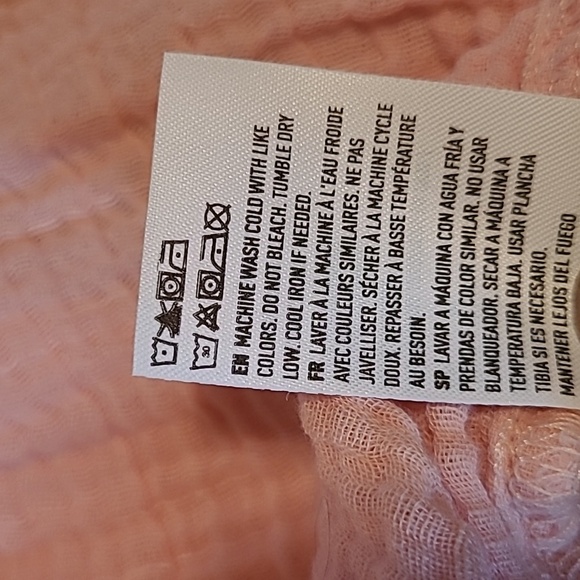 30
EN MACHINE WASH COLD WITH LIKE
COLORS. DO NOT BLEACH. TUMBLE DRY
LOW. COOL IRON IF NEEDED.
FR LAVER À LA MACHINE À L'EAU FROIDE
AVEC COULEURS SIMILAIRES. NE PAS
JAVELLISER. SÉCHER À LA MACHINE CYCLE
DOUX. REPASSER À BASSE TEMPÉRATURE
AU BESOIN.
SP LAVAR A MÁQUINA CON AGUA FRÍA Y
PRENDAS DE COLOR SIMILAR. NO USAR
BLANQUEADOR. SECAR A MÁQUINA A
TEMPERATURA BAJA. USAR PLANCHA
TIBIA SI ES NECESARIO.
MANTENER LEJOS DEL FUEGO